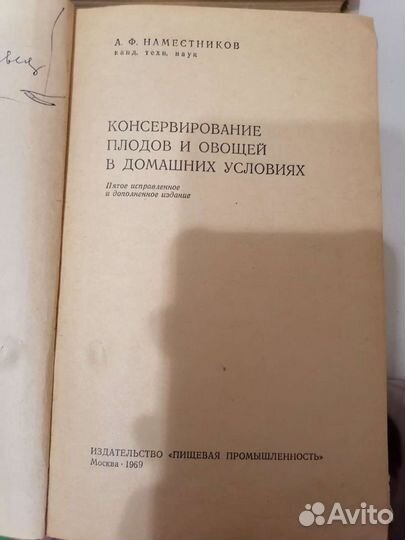 А. Ф. НАМЕСТНИКОВ
канд. техн. наук
КОНСЕРВИРОВАНИЕ
ПЛОДОВ И ОВОЩЕЙ
В ДОМАШНИХ УСЛОВИЯХ
Пятое исправленное
и дополненное издание
ИЗДАТЕЛЬСТВО «ПИЩЕВАЯ ПРОМЫШЛЕННОСТЬ»
Москва · 1969
Avito